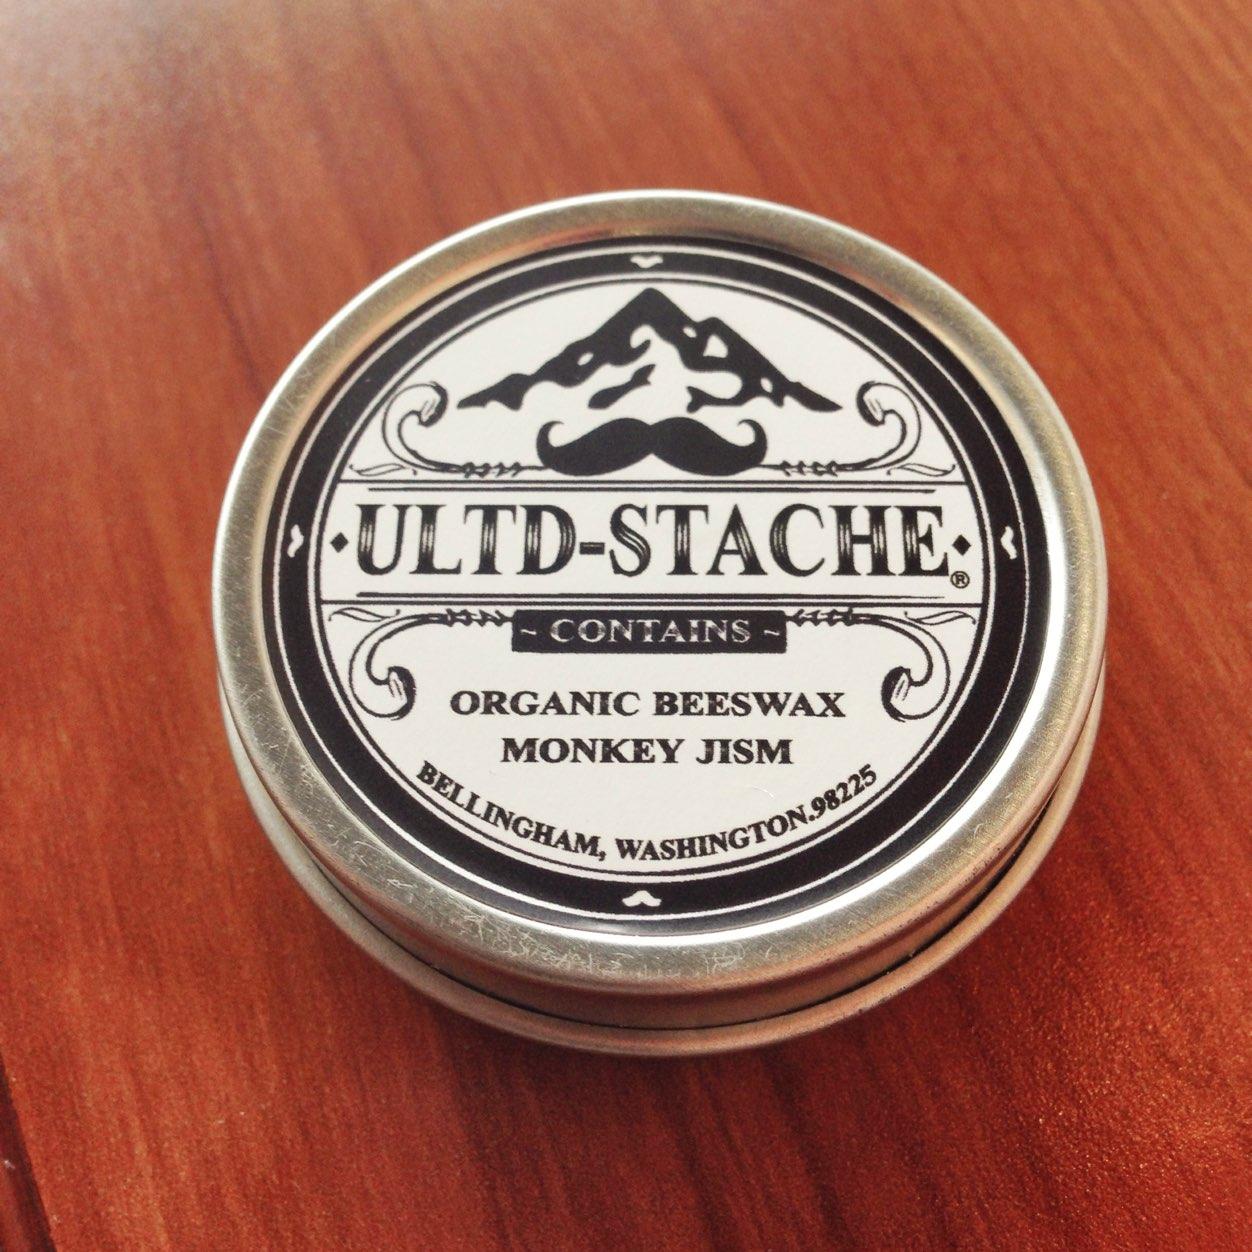 ULTD-STACHE®
~ CONTAINS ~
ORGANIC BEESWAX
MONKEY JISM
BELLINGHAM, WASHINGTON.98225